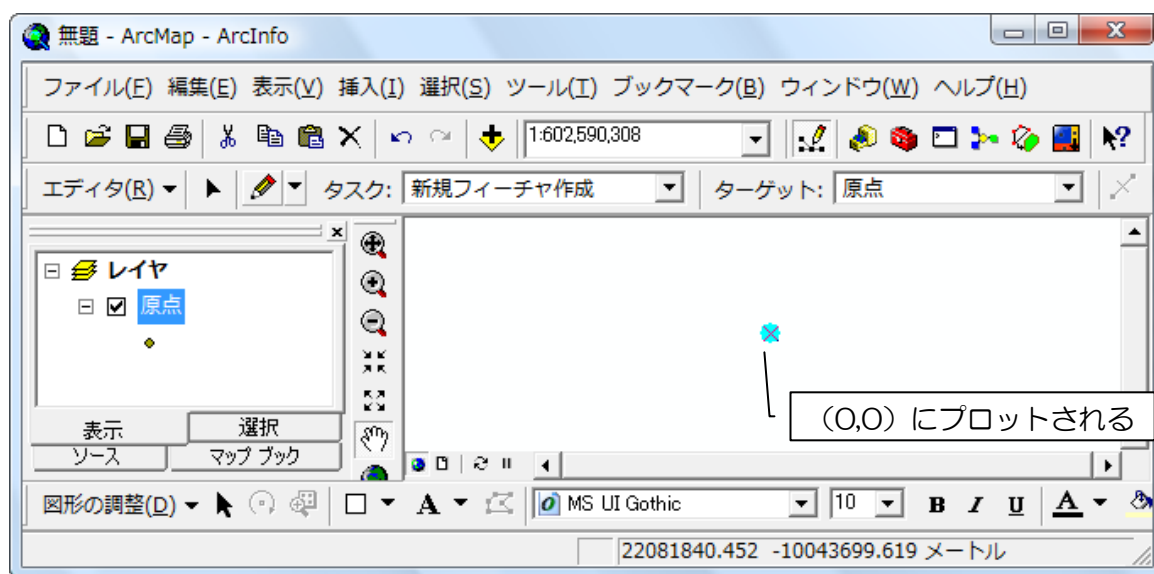 無題 - ArcMap - ArcInfo
ファイル(F) 編集(E) 表示(V) 挿入(I) 選択(S) ツール(T) ブックマーク(B) ウィンドウ(W) ヘルプ(H)
1:602,590,308
エディタ(R) タスク: 新規フィーチャ作成 ターゲット: 原点
レイヤ
原点
(0,0)にプロットされる
表示 選択
ソース マップ ブック
図形の調整(D) A MS UI Gothic 10 B I U A
22081840.452 -10043699.619 メートル